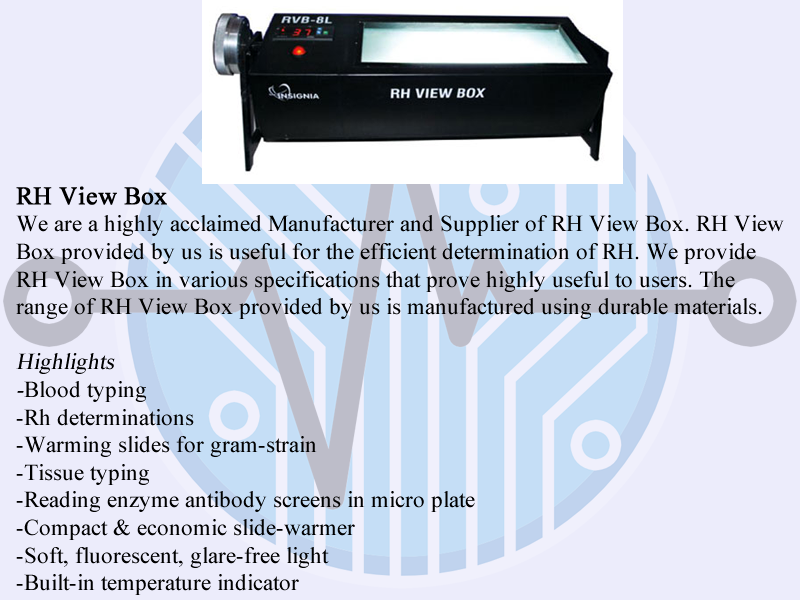 RVB-8L
37
INSIGNIA
RH VIEW BOX
RH View Box
We are a highly acclaimed Manufacturer and Supplier of RH View Box. RH View
Box provided by us is useful for the efficient determination of RH. We provide
RH View Box in various specifications that prove highly useful to users. The
range of RH View Box provided by us is manufactured using durable materials.
Highlights
-Blood typing
-Rh determinations
-Warming slides for gram-strain
-Tissue typing
-Reading enzyme antibody screens in micro plate
-Compact & economic slide-warmer
-Soft, fluorescent, glare-free light
-Built-in temperature indicator